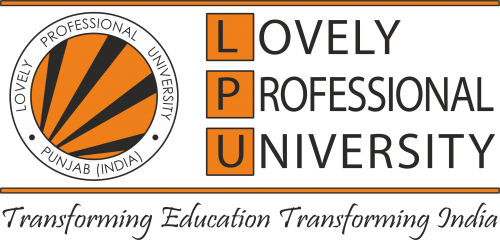 LOVELY PROFESSIONAL UNIVERSITY
• PUNJAB (INDIA) •
LOVELY
PROFESSIONAL
UNIVERSITY
Transforming Education Transforming India